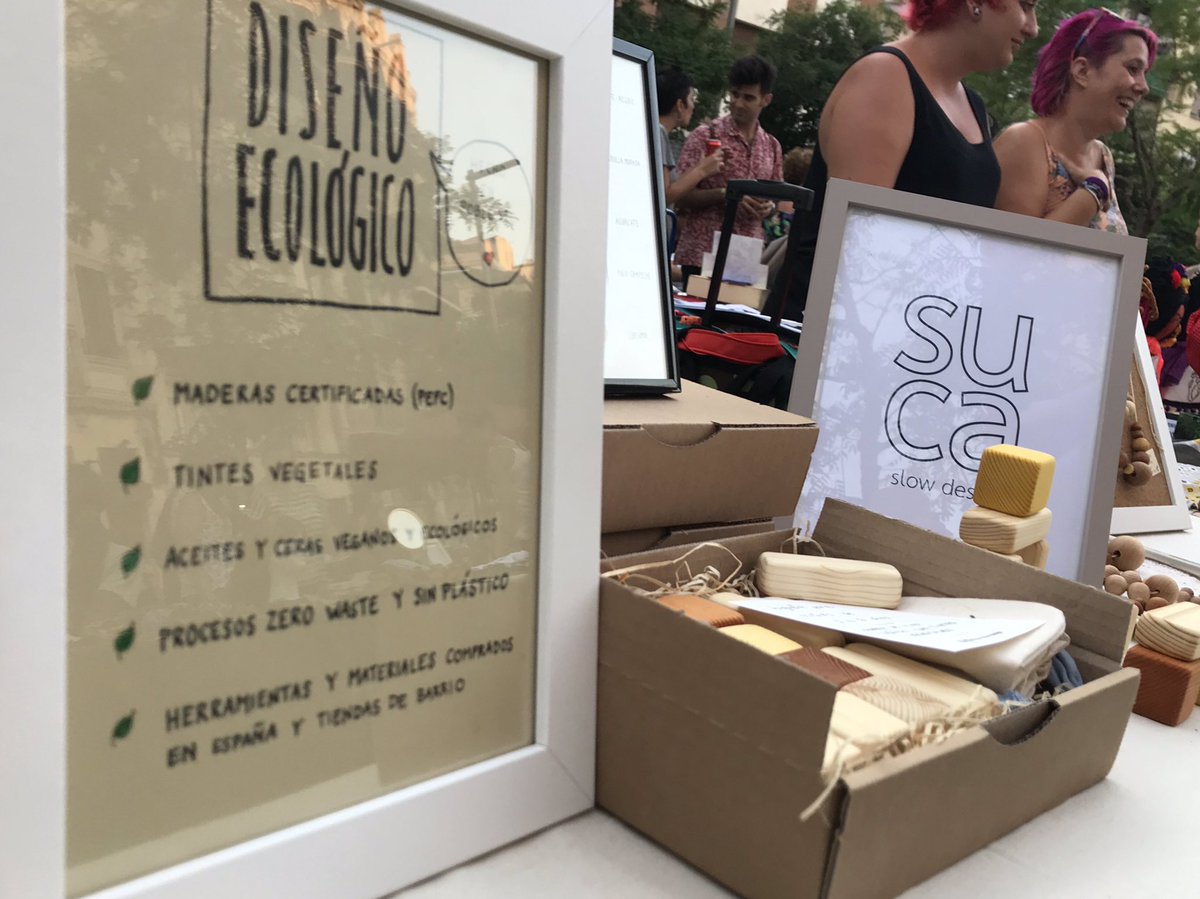 DISEÑO
ECOLÓGICO
MADERAS CERTIFICADAS (PEFC)
TINTES VEGETALES
ACEITES Y CERAS VEGANOS Y ECOLÓGICOS
PROCESOS ZERO WASTE Y SIN PLÁSTICO
HERRAMIENTAS Y MATERIALES COMPRADOS
EN ESPAÑA Y TIENDAS DE BARRIO
su
ca
slow des